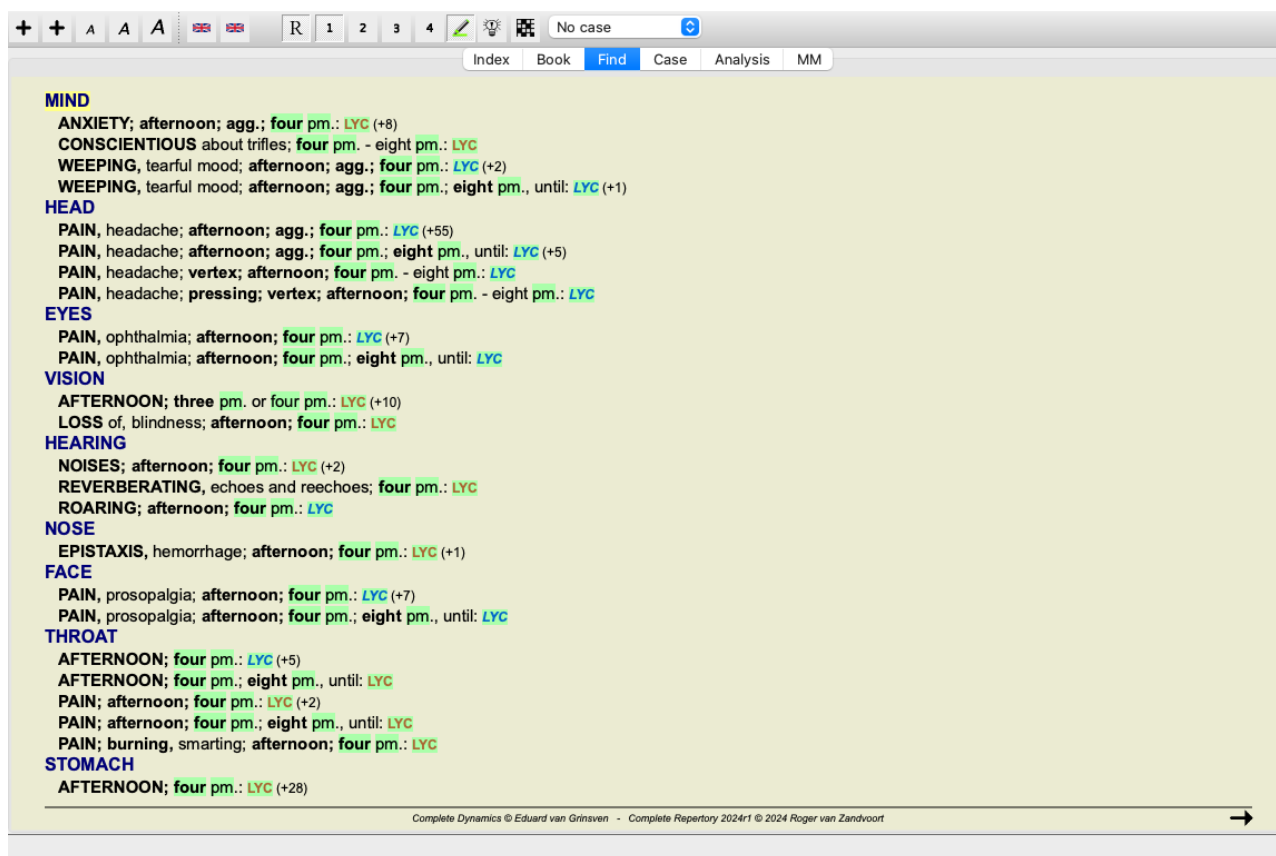 A A A R 1 2 3 4 No case
Index Book Find Case Analysis MM
MIND
ANXIETY; afternoon; agg.; four pm.: LYC (+8)
CONSCIENTIOUS about trifles; four pm. - eight pm.: LYC
WEEPING, tearful mood; afternoon; agg.; four pm.: LYC (+2)
WEEPING, tearful mood; afternoon; agg.; four pm.; eight pm., until: LYC (+1)
HEAD
PAIN, headache; afternoon; agg.; four pm.: LYC (+55)
PAIN, headache; afternoon; agg.; four pm.; eight pm., until: LYC (+5)
PAIN, headache; vertex; afternoon; four pm. - eight pm.: LYC
PAIN, headache; pressing; vertex; afternoon; four pm. - eight pm.: LYC
EYES
PAIN, ophthalmia; afternoon; four pm.: LYC (+7)
PAIN, ophthalmia; afternoon; four pm.; eight pm., until: LYC
VISION
AFTERNOON; three pm. or four pm.: LYC (+10)
LOSS of, blindness; afternoon; four pm.: LYC
HEARING
NOISES; afternoon; four pm.: LYC (+2)
REVERBERATING, echoes and reechoes; four pm.: LYC
ROARING; afternoon; four pm.: LYC
NOSE
EPISTAXIS, hemorrhage; afternoon; four pm.: LYC (+1)
FACE
PAIN, prosopalgia; afternoon; four pm.: LYC (+7)
PAIN, prosopalgia; afternoon; four pm.; eight pm., until: LYC
THROAT
AFTERNOON; four pm.: LYC (+5)
AFTERNOON; four pm.; eight pm., until: LYC
PAIN; afternoon; four pm.: LYC (+2)
PAIN; afternoon; four pm.; eight pm., until: LYC
PAIN; burning, smarting; afternoon; four pm.: LYC
STOMACH
AFTERNOON; four pm.: LYC (+28)
Complete Dynamics © Eduard van Grinsven - Complete Repertory 2024r1 © 2024 Roger van Zandvoort